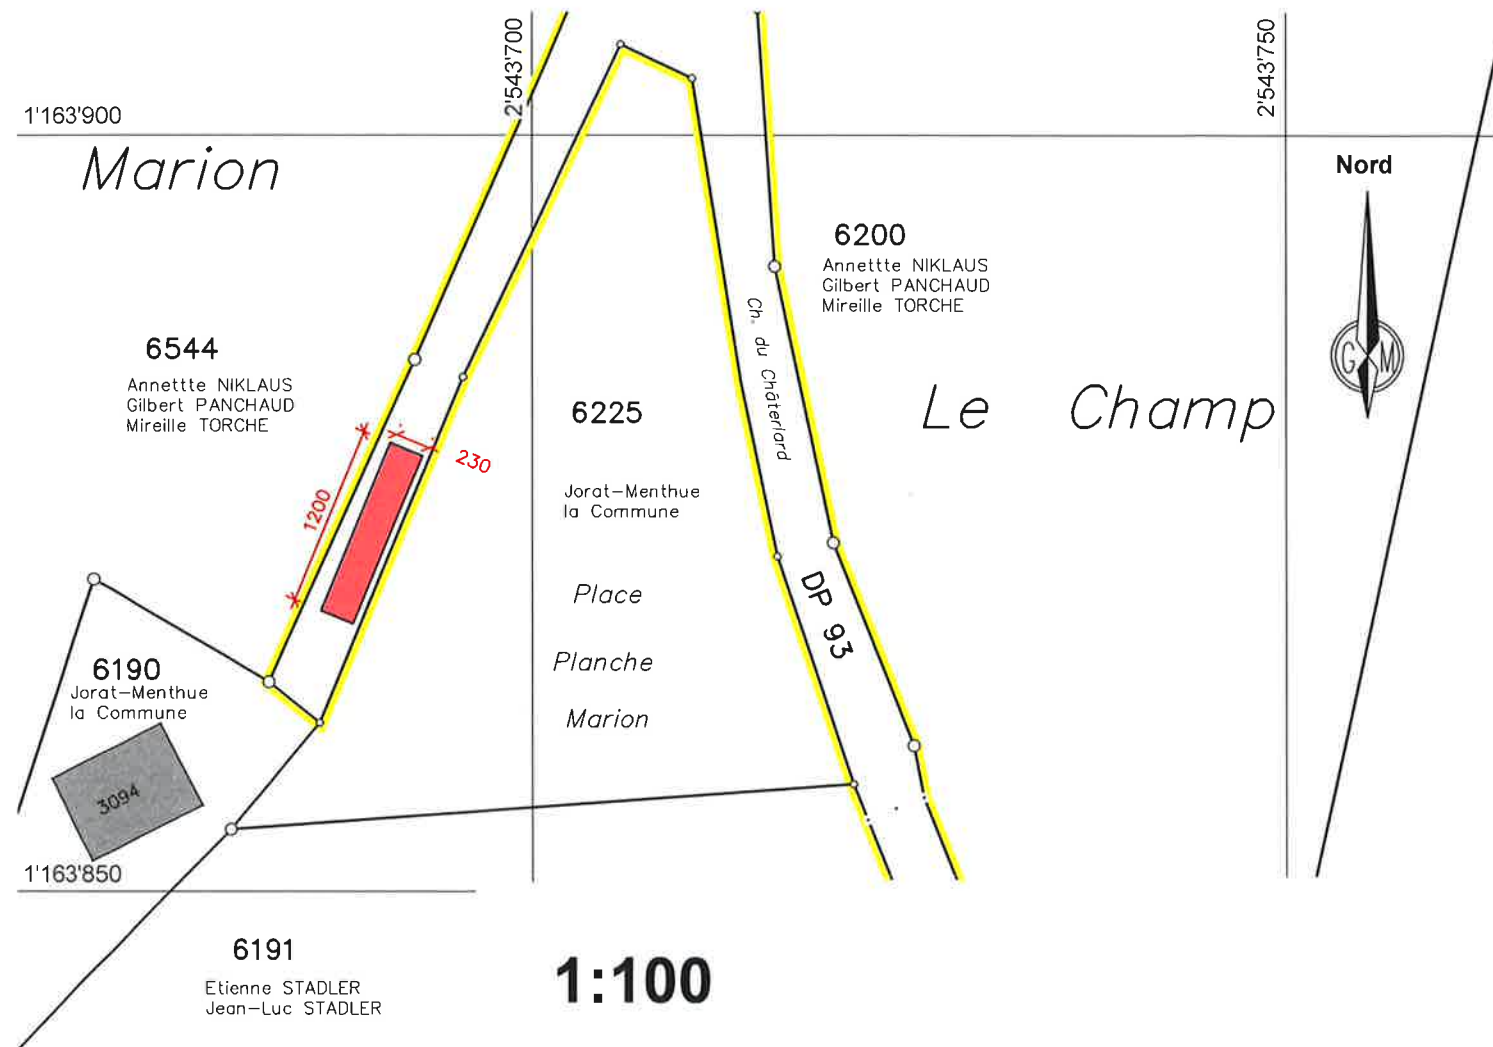 2'543'700
2'543'750
1'163'900
Marion
Nord
6200
Annettte NIKLAUS
Gilbert PANCHAUD
Mireille TORCHE
G M
6544
Annettte NIKLAUS
Gilbert PANCHAUD
Mireille TORCHE
Ch. du Châterlard
Le Champ
6225
230
1200
Jorat-Menthue
la Commune
Place
Planche
Marion
DP 93
6190
Jorat-Menthue
la Commune
3094
1'163'850
6191
Etienne STADLER
Jean-Luc STADLER
1:100